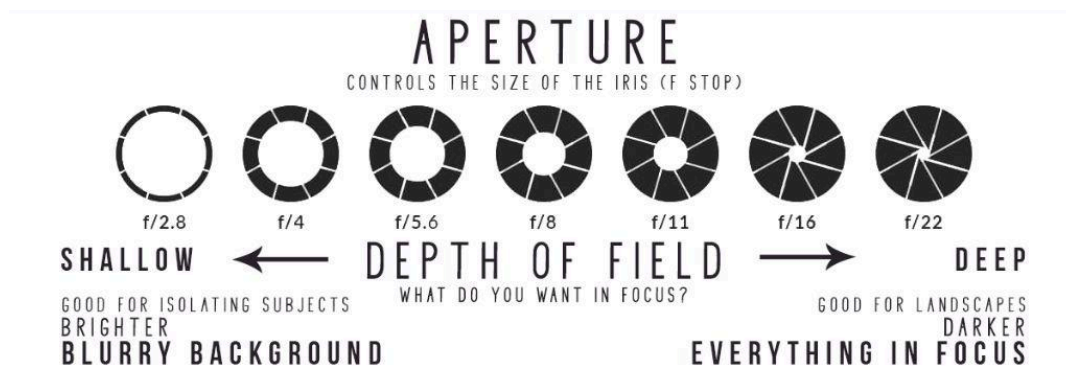 APERTURE
CONTROLS THE SIZE OF THE IRIS (F STOP)
f/2.8 f/4 f/5.6 f/8 f/11 f/16 f/22
SHALLOW DEPTH OF FIELD DEEP
WHAT DO YOU WANT IN FOCUS?
GOOD FOR ISOLATING SUBJECTS
BRIGHTER
BLURRY BACKGROUND
GOOD FOR LANDSCAPES
DARKER
EVERYTHING IN FOCUS